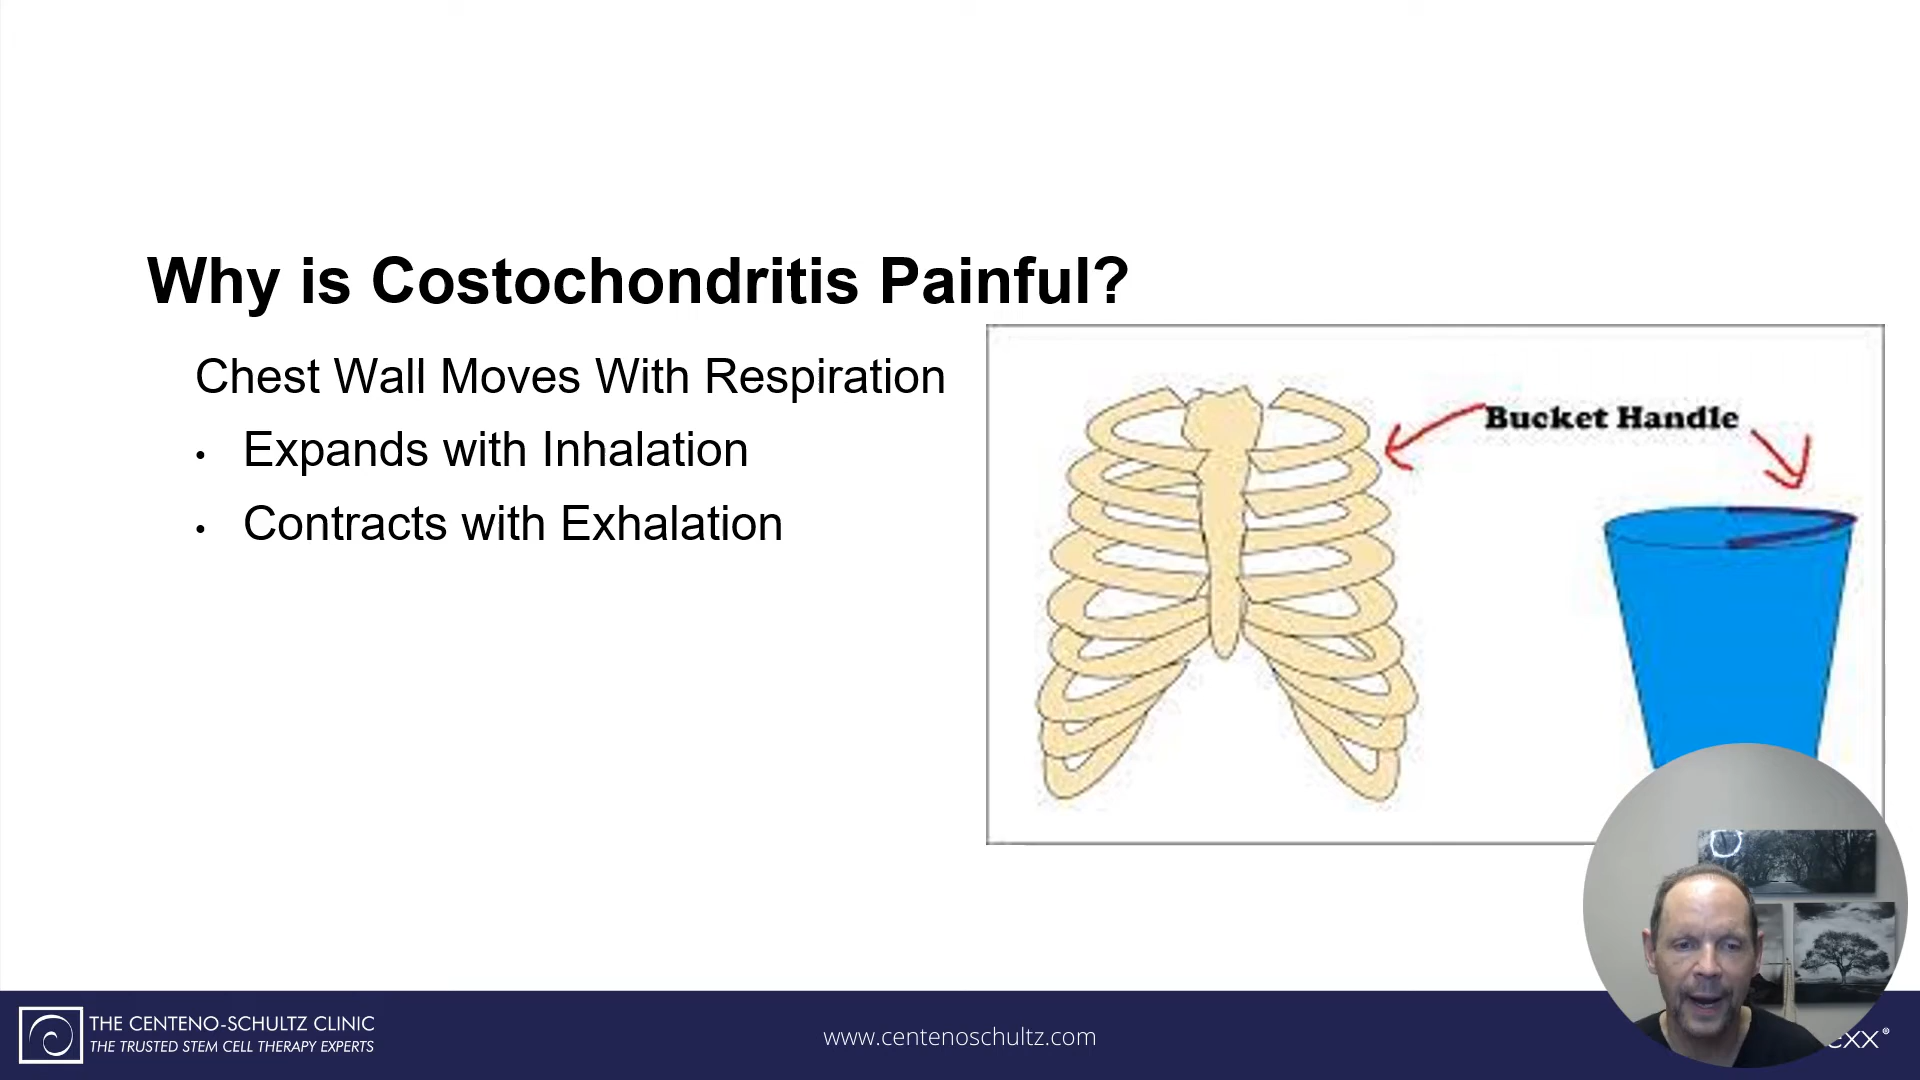 Why is Costochondritis Painful?
Chest Wall Moves With Respiration
• Expands with Inhalation
• Contracts with Exhalation
Bucket Handle
THE CENTENO-SCHULTZ CLINIC
THE TRUSTED STEM CELL THERAPY EXPERTS
www.centenoschultz.com